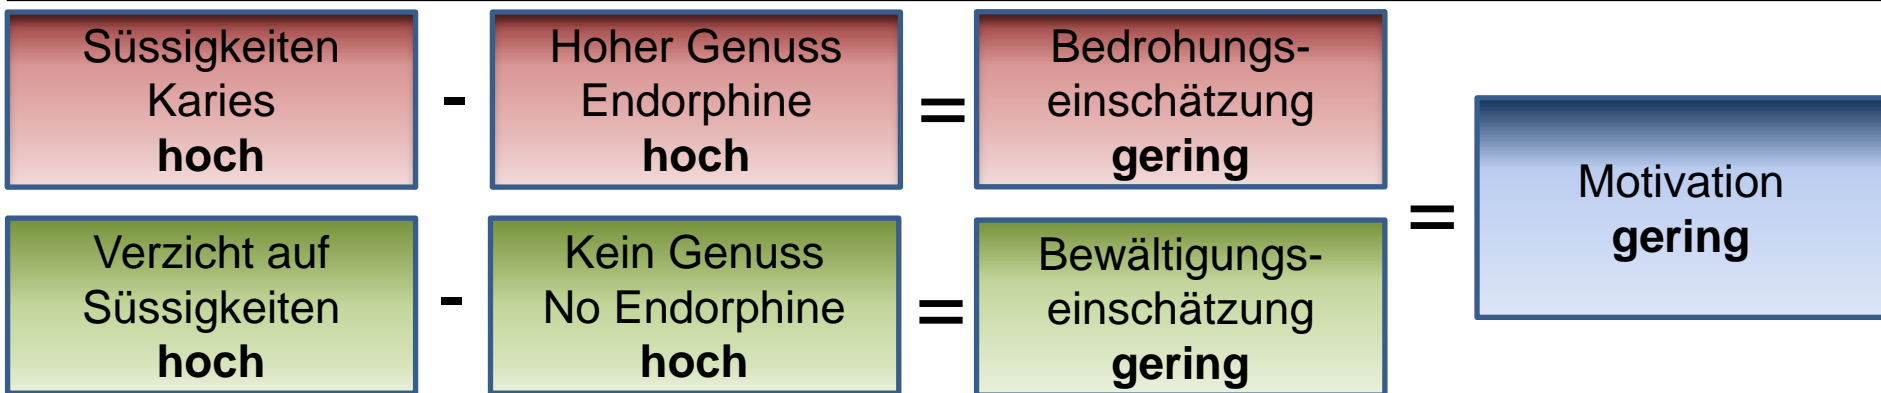 Süssigkeiten
Karies
hoch
-
Hoher Genuss
Endorphine
hoch
=
Bedrohungs-
einschätzung
gering
Verzicht auf
Süssigkeiten
hoch
-
Kein Genuss
No Endorphine
hoch
=
Bewältigungs-
einschätzung
gering
=
Motivation
gering